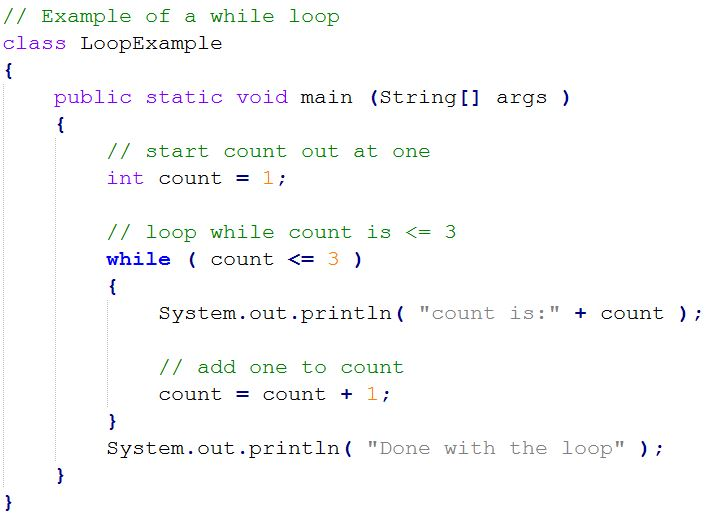 // Example of a while loop
class LoopExample
{
public static void main (String[] args )
{
// start count out at one
int count = 1;
// loop while count is <= 3
while ( count <= 3 )
{
System.out.println( "count is:" + count );
// add one to count
count = count + 1;
}
System.out.println( "Done with the loop" );
}
}